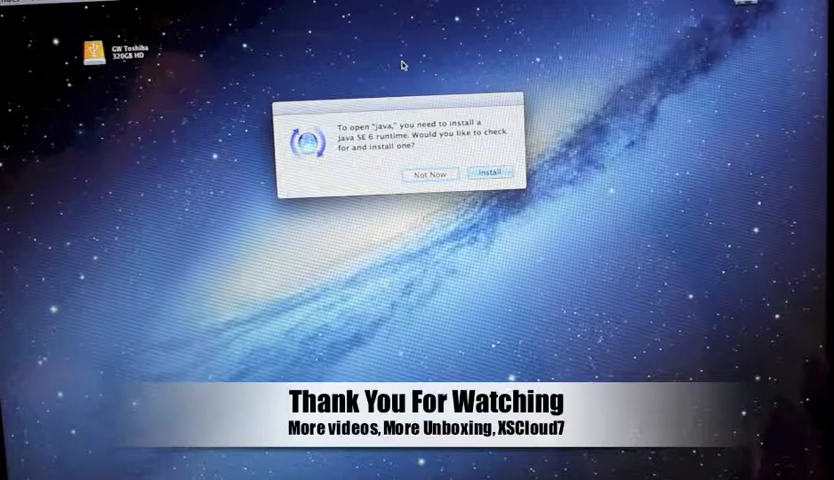 GW Toshiba
320GB HD
To open "java," you need to install a
Java SE 6 runtime. Would you like to check
for and install one?
Not Now
Install
Thank You For Watching
More videos, More Unboxing, XSCloud7